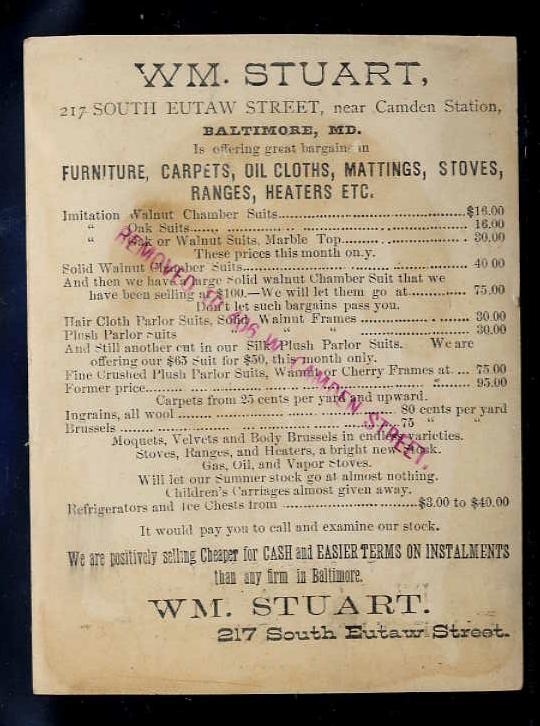 WM. STUART,
217 SOUTH EUTAW STREET, near Camden Station,
BALTIMORE, MD.
Is offering great bargains in
FURNITURE, CARPETS, OIL CLOTHS, MATTINGS, STOVES,
RANGES, HEATERS ETC.
Imitation Walnut Chamber Suits....$16.00
" Oak Suits.... 16.00
" Oak or Walnut Suits, Marble Top.... 30.00
These prices this month only.
Solid Walnut Chamber Suits.... 40 00
And then we have a large solid walnut Chamber Suit that we
have been selling at $100.—We will let them go at.... 75.00
Don't let such bargains pass you.
Hair Cloth Parlor Suits, Solid Walnut Frames .... 30.00
Plush Parlor Suits " " .... 30.00
And Still another cut in our Silk Plush Parlor Suits. We are
offering our $65 Suit for $50, this month only.
Fine Crushed Plush Parlor Suits, Walnut or Cherry Frames at.... 75.00
Former price.... " .... 95.00
Carpets from 25 cents per yard and upward.
Ingrains, all wool .... 80 cents per yard
Brussels .... 75 " "
Moquets, Velvets and Body Brussels in endless varieties.
Stoves, Ranges, and Heaters, a bright new stock.
Gas, Oil, and Vapor Stoves.
Will let our Summer stock go at almost nothing.
Children's Carriages almost given away.
Refrigerators and Ice Chests from ....$3.00 to $40.00
It would pay you to call and examine our stock.
We are positively selling Cheaper for CASH and EASIER TERMS ON INSTALMENTS
than any firm in Baltimore.
WM. STUART.
217 South Eutaw Street.
REMOVED TO 406 W. CAMDEN STREET.